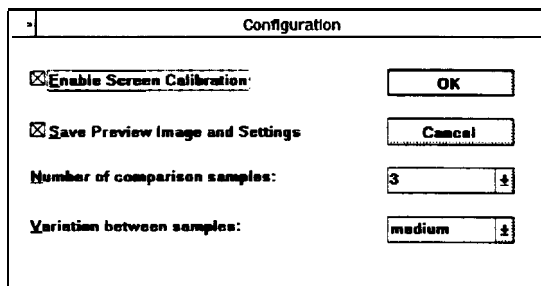 Configuration
Enable Screen Calibration
OK
Save Preview Image and Settings
Cancel
Number of comparison samples:
3
Variation between samples:
medium